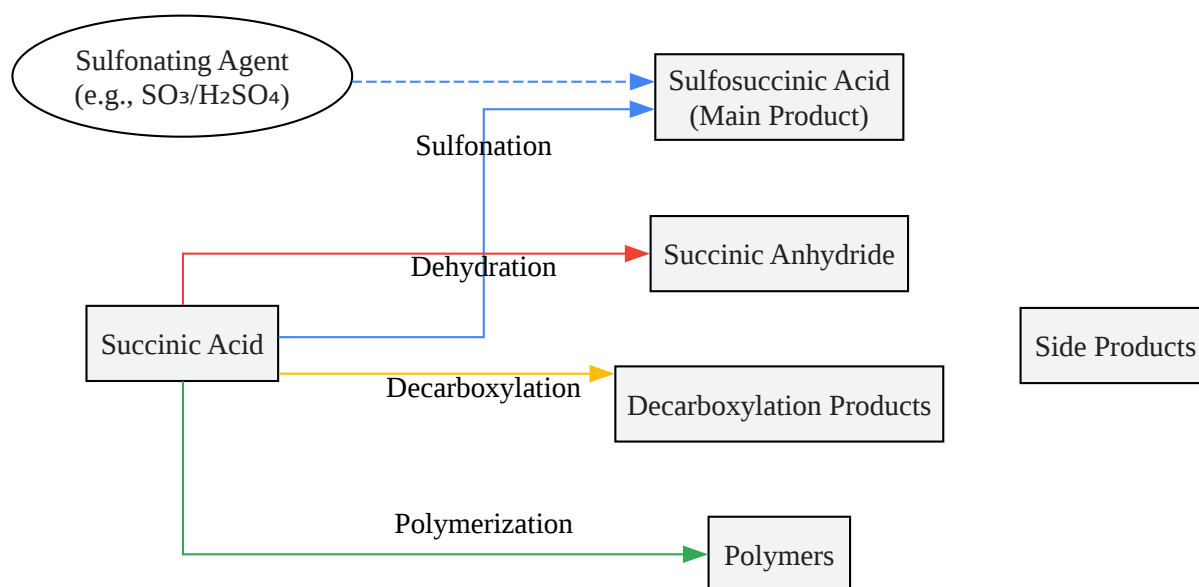 Sulfonating Agent
(e.g., SO₃/H₂SO₄)
Sulfosuccinic Acid
(Main Product)
Sulfonation
Succinic Anhydride
Dehydration
Succinic Acid
Side Products
Decarboxylation
Decarboxylation Products
Polymerization
Polymers